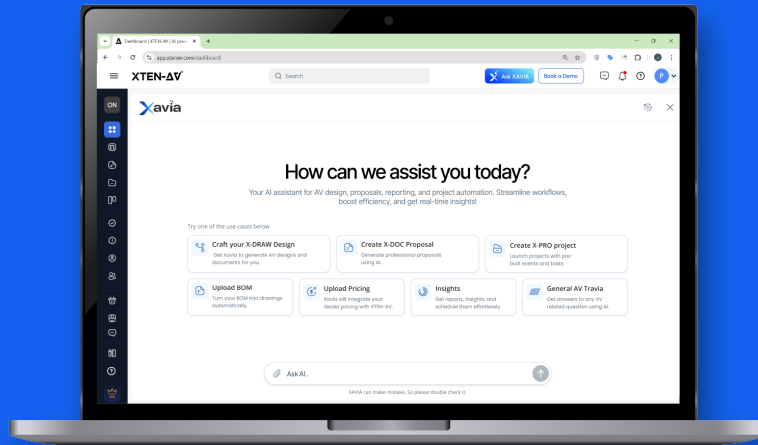 Dashboard | XTEN-AV | AI pow
app.xtenav.com/dashboard
XTEN-AV
Search
Ask XAVIA
Book a Demo
P
ON
Xavia
How can we assist you today?
Your AI assistant for AV design, proposals, reporting, and project automation. Streamline workflows,
boost efficiency, and get real-time insights!
Try one of the use cases below
Craft your X-DRAW Design
Get Xavia to generate AV designs and
documents for you.
Create X-DOC Proposal
Generate professional proposals
using AI.
Create X-PRO project
Launch projects with pre-
built events and tasks.
Upload BOM
Turn your BOM into drawings
automatically.
Upload Pricing
Xavia will integrate your
dealer pricing with XTEN-AV.
Insights
Get reports, insights, and
schedule them effortlessly.
General AV Travia
Get answers to any AV
related question using AI.
Ask AI..
XAVIA can make mistake, So please double check it.